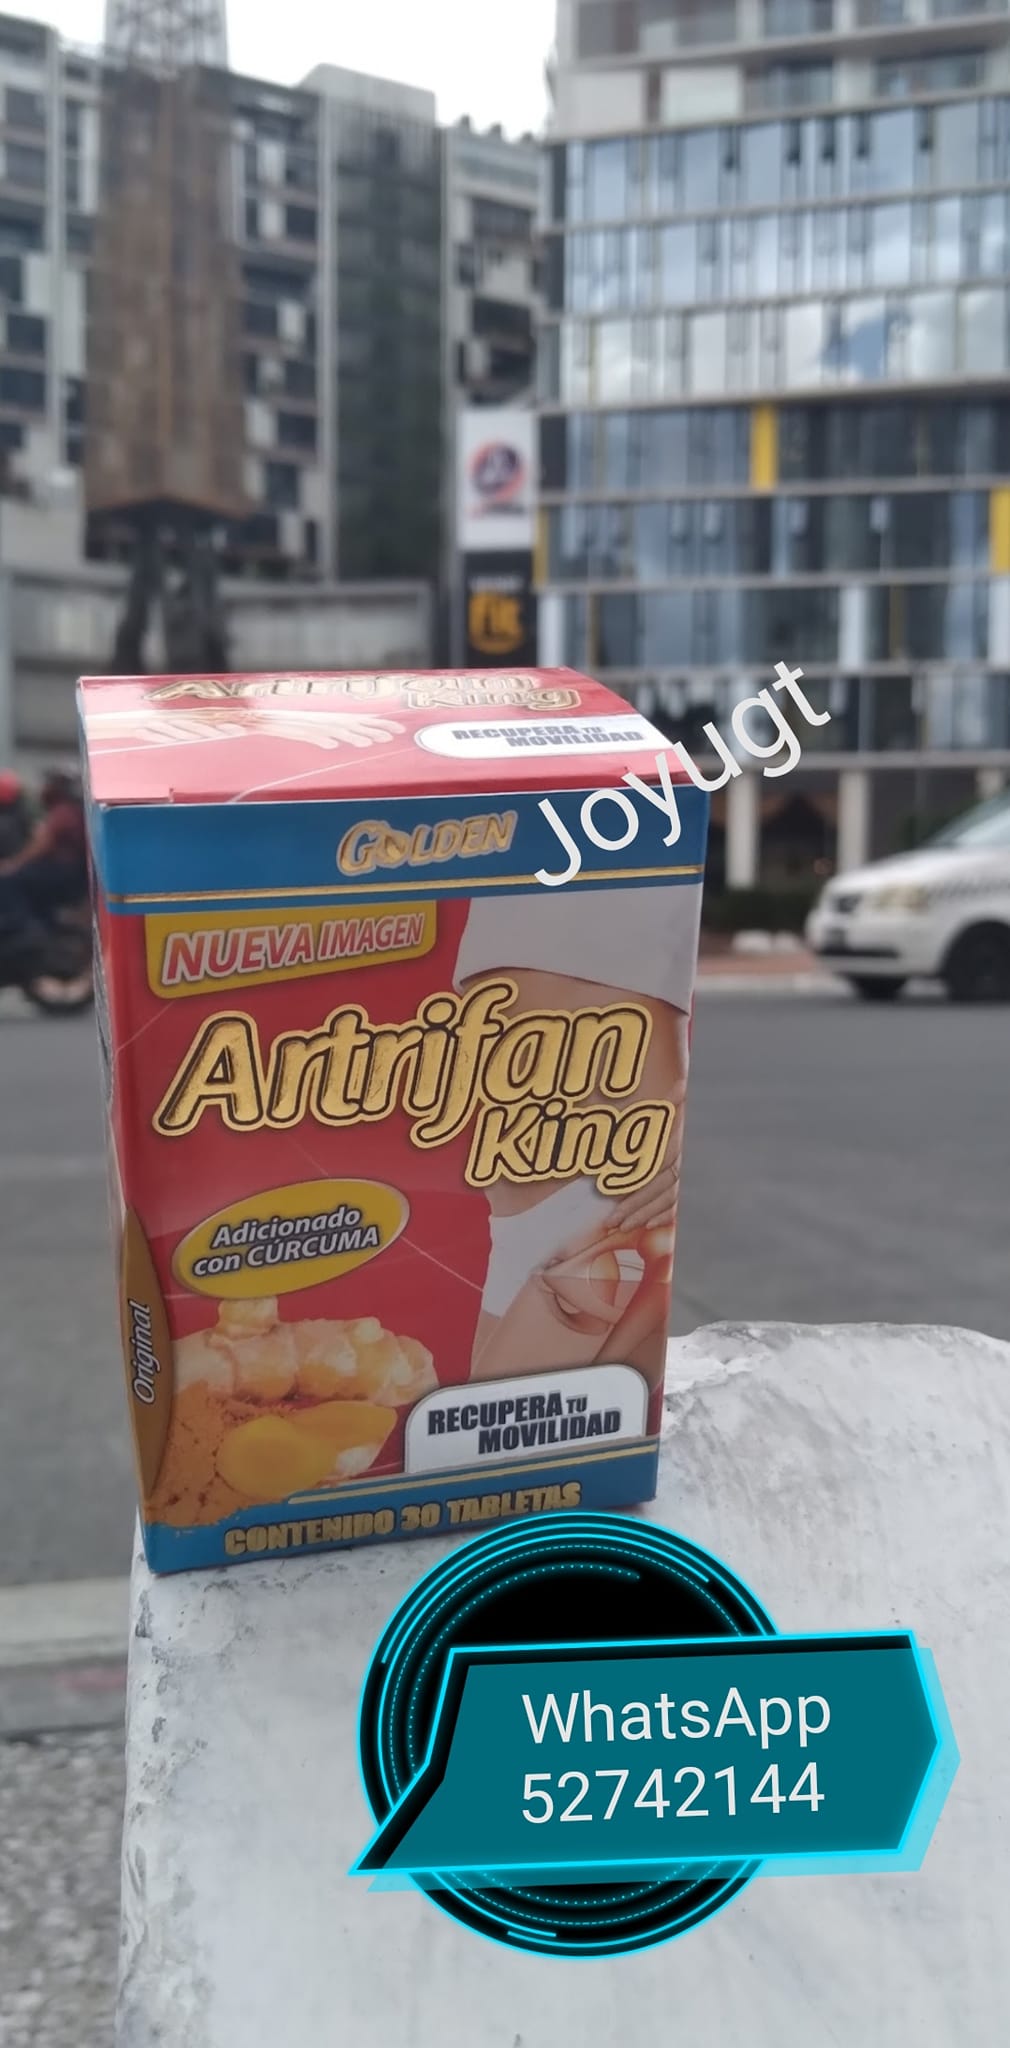 Artrifan
King
RECUPERA TU
MOVILIDAD
Joyugt
GOLDEN
NUEVA IMAGEN
Artrifan
King
Adicionado
con CÚRCUMA
Original
RECUPERA TU
MOVILIDAD
CONTENIDO 30 TABLETAS
WhatsApp
52742144